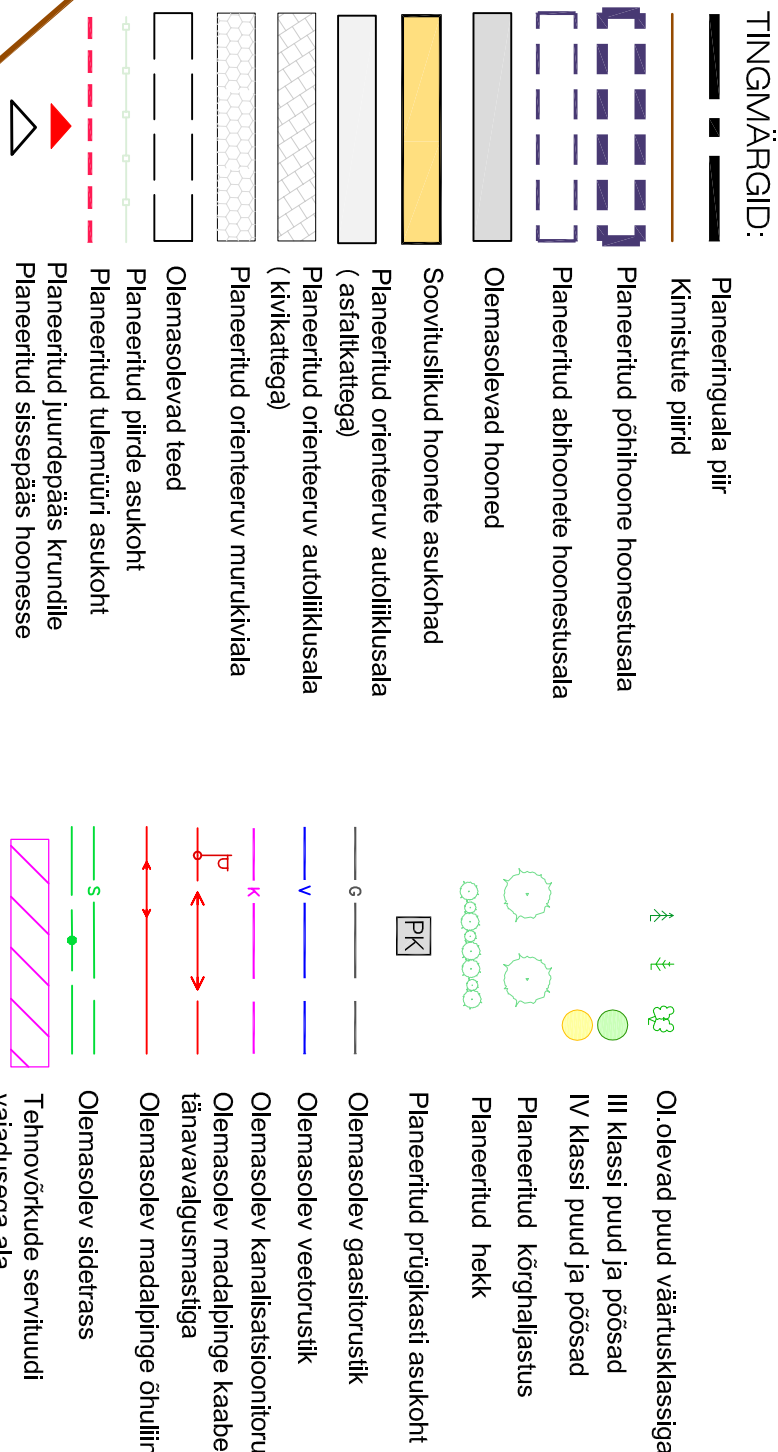 TINGMÄRGID:
Planeeringuala piir
Kinnistute piirid
Planeeritud põhihoone hoonestusala
Planeeritud abihoonete hoonestusala
Olemasolevad hooned
Soovituslikud hoonete asukohad
Planeeritud orienteeruv autoliiklusala
( asfaltkattega)
Planeeritud orienteeruv autoliiklusala
( kivikattega)
Planeeritud orienteeruv murukiviala
Olemasolevad teed
Planeeritud piirde asukoht
Planeeritud tulemüüri asukoht
Planeeritud juurdepääs krundile
Planeeritud sissepääs hoonesse
Ol.olevad puud väärtusklassiga
III klassi puud ja põõsad
IV klassi puud ja põõsad
Planeeritud kõrghaljastus
Planeeritud hekk
PK
Planeeritud prügikasti asukoht
G
Olemasolev gaasitorustik
V
Olemasolev veetorustik
K
Olemasolev kanalisatsioonitoru
Olemasolev madalpinge kaabe
tänavavalgusmastiga
Olemasolev madalpinge õhuliin
S
Olemasolev sidetrass
Tehnovõrkude servituudi
vajadusega ala